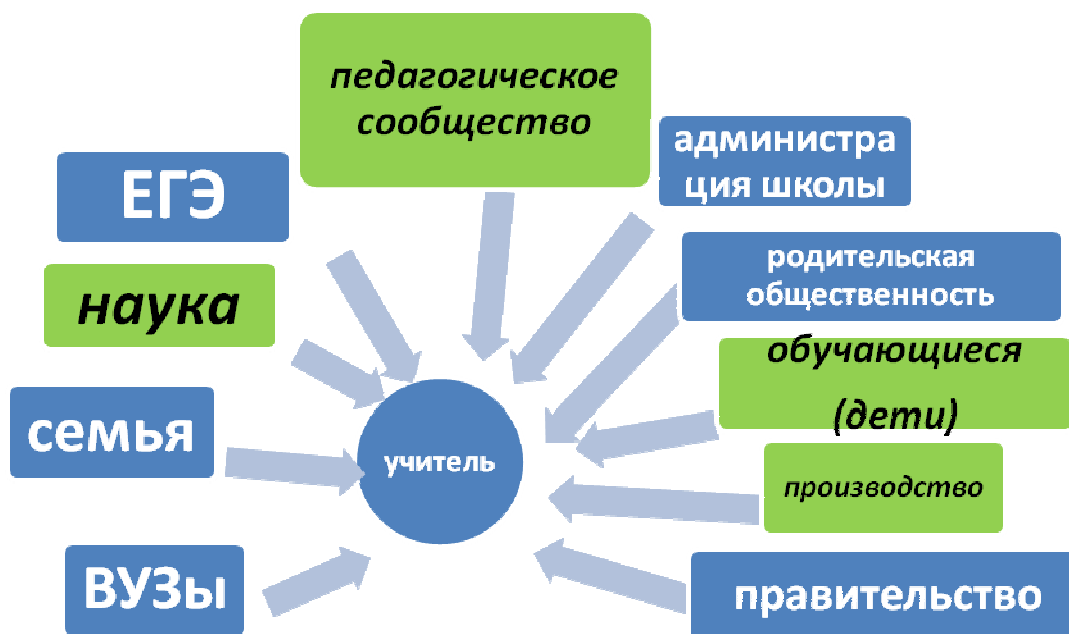 педагогическое
сообщество
администра
ция школы
ЕГЭ
родительская
общественность
наука
обучающиеся
(дети)
семья
учитель
производство
ВУЗы
правительство